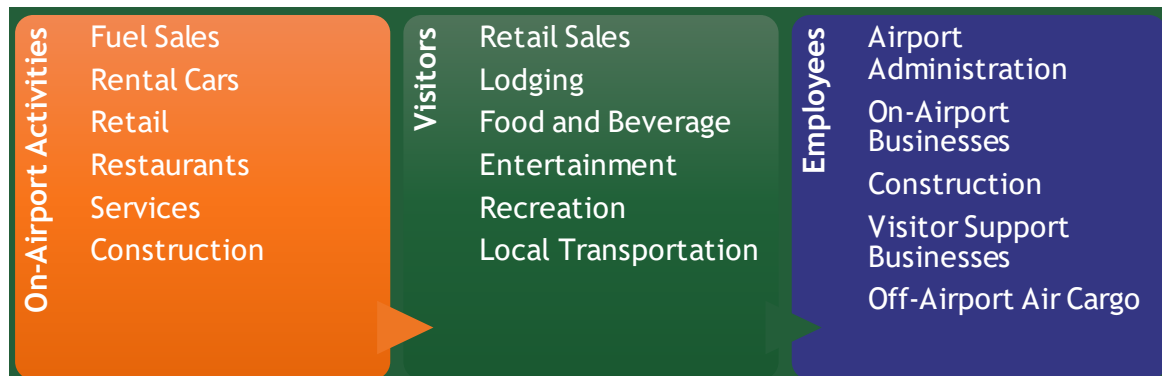 On-Airport Activities
Fuel Sales
Rental Cars
Retail
Restaurants
Services
Construction
Visitors
Retail Sales
Lodging
Food and Beverage
Entertainment
Recreation
Local Transportation
Employees
Airport
Administration
On-Airport
Businesses
Construction
Visitor Support
Businesses
Off-Airport Air Cargo